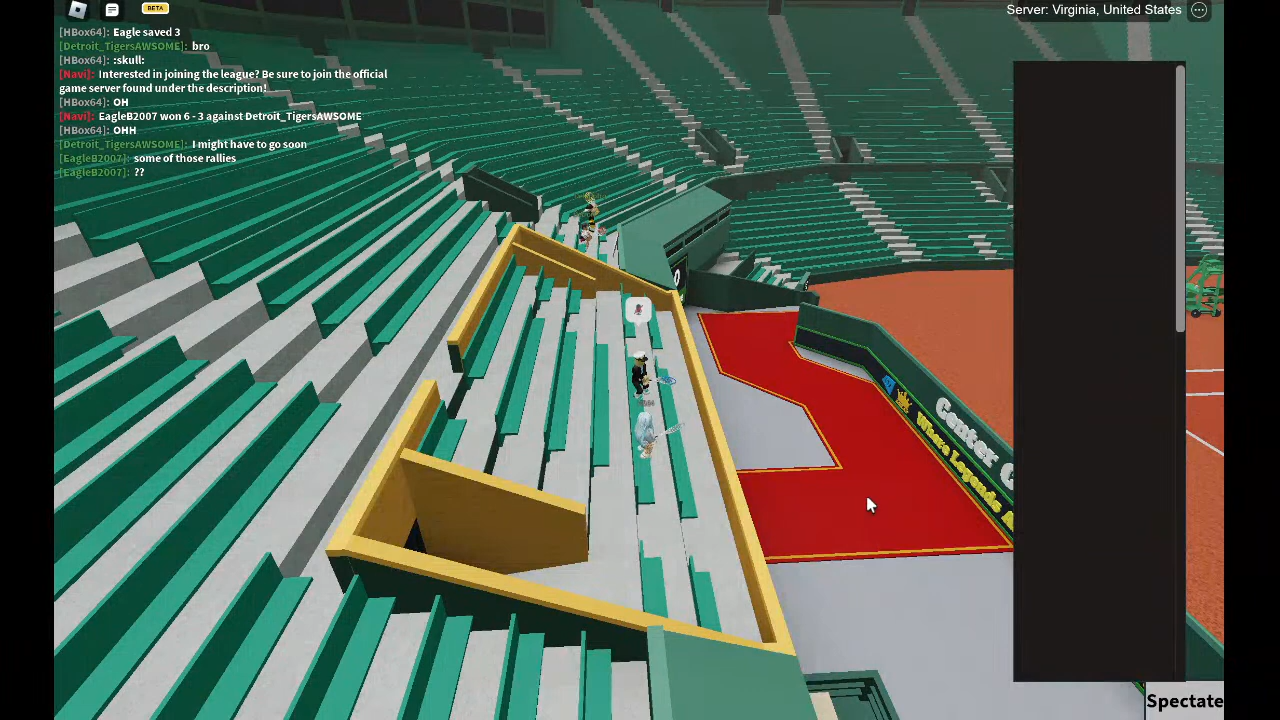 BETA
Server: Virginia, United States
[HBox64]: Eagle saved 3
[Detroit_TigersAWSOME]: bro
[HBox64]: :skull:
[Navi]: Interested in joining the league? Be sure to join the official
game server found under the description!
[HBox64]: OH
[Navi]: EagleB2007 won 6 - 3 against Detroit_TigersAWSOME
[HBox64]: OHH
[Detroit_TigersAWSOME]: I might have to go soon
[EagleB2007]: some of those rallies
[EagleB2007]: ??
Center C
Where Legends A
Spectate